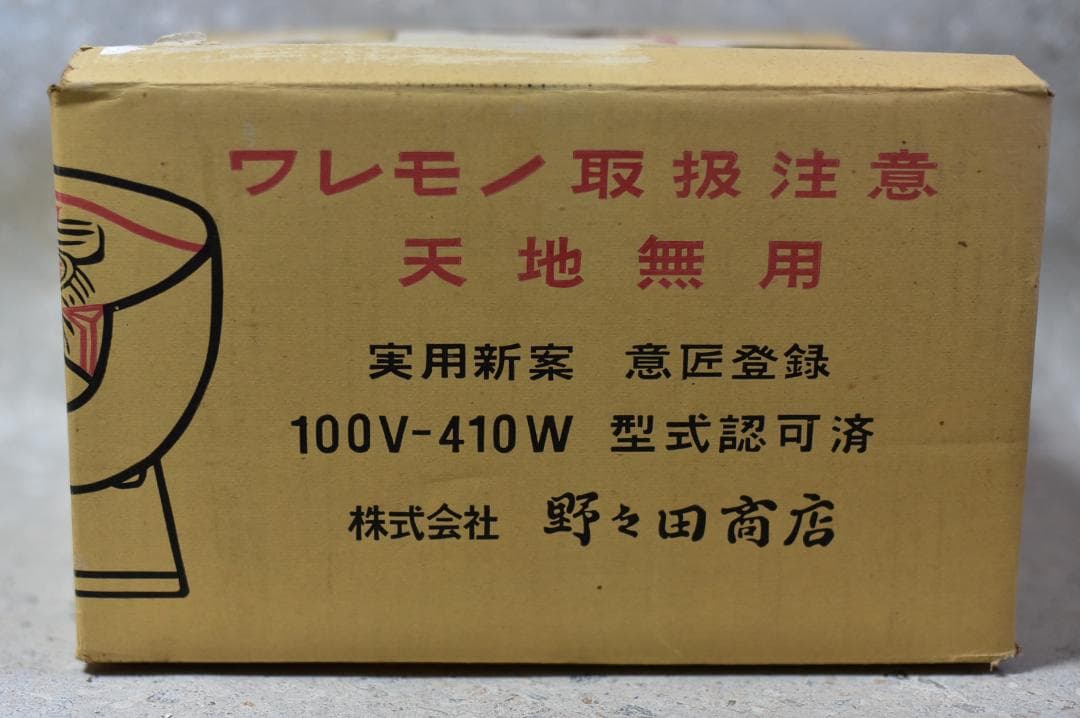 ワレモノ取扱注意
天地無用
実用新案 意匠登録
100V-410W 型式認可済
株式会社 野々田商店